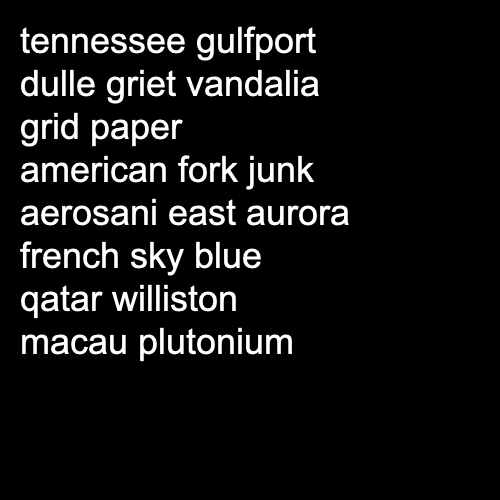 tennessee gulfport
dulle griet vandalia
grid paper
american fork junk
aerosani east aurora
french sky blue
qatar williston
macau plutonium